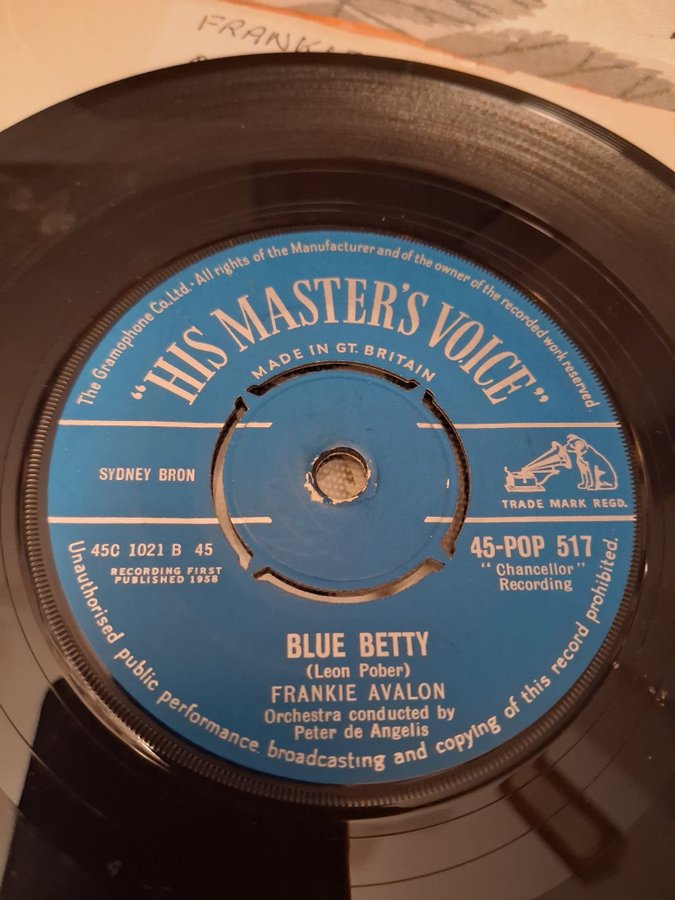 FRANKIE
The Gramophone Co., Ltd. · All rights of the Manufacturer and of the owner of the recorded work reserved.
"HIS MASTER'S VOICE"
MADE IN GT. BRITAIN
SYDNEY BRON
TRADE MARK REGD.
45C 1021 B 45
RECORDING FIRST
PUBLISHED 1958
45-POP 517
"Chancellor"
Recording
BLUE BETTY
(Leon Pober)
FRANKIE AVALON
Orchestra conducted by
Peter de Angelis
Unauthorised public performance, broadcasting and copying of this record prohibited.
4